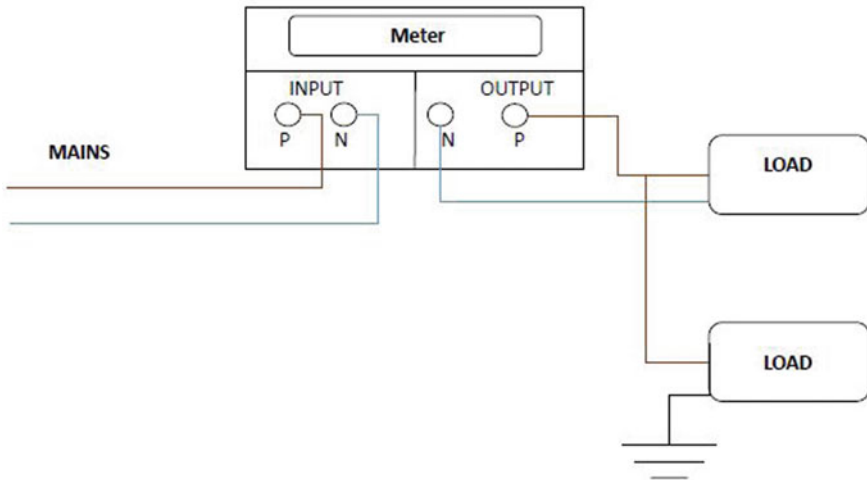 Meter
INPUT
OUTPUT
P
N
N
P
MAINS
LOAD
LOAD